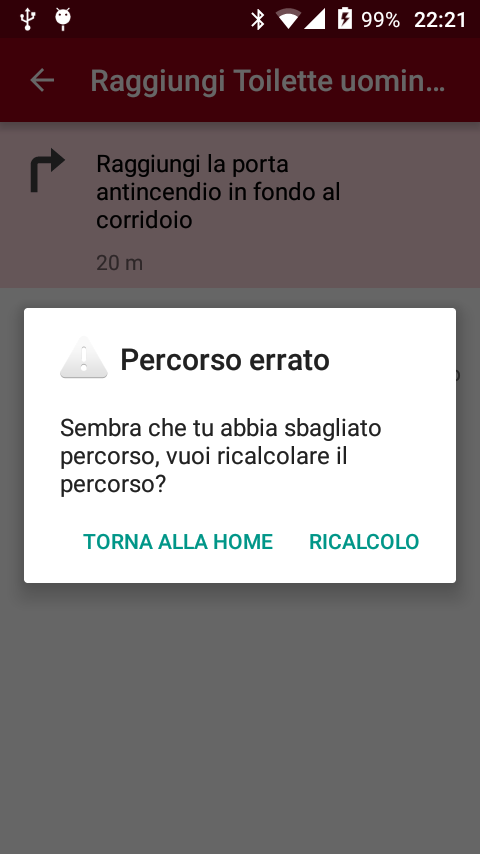 99% 22:21
Raggiungi Toilette uomin…
Raggiungi la porta
antincendio in fondo al
corridoio
20 m
Percorso errato
Sembra che tu abbia sbagliato
percorso, vuoi ricalcolare il
percorso?
TORNA ALLA HOME RICALCOLO